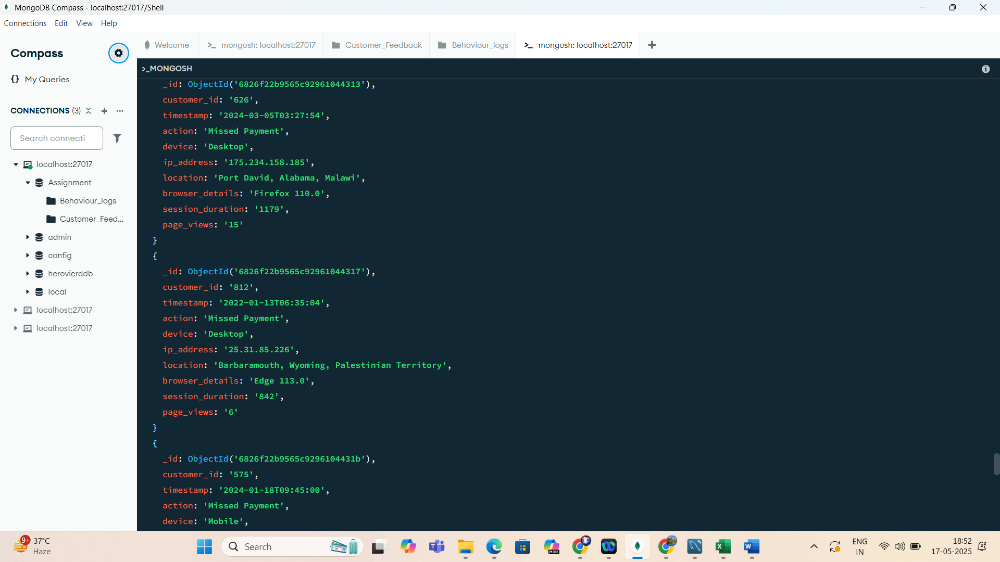 MongoDB Compass - localhost:27017/Shell
Connections Edit View Help
Compass
{} My Queries
CONNECTIONS (3)
Search connecti
localhost:27017
Assignment
Behaviour_logs
Customer_Feed...
admin
config
herovierddb
local
localhost:27017
localhost:27017
Welcome
mongosh: localhost:27017
Customer_Feedback
Behaviour_logs
mongosh: localhost:27017
>_MONGOSH
_id: ObjectId('6826f22b9565c92961044313'),
customer_id: '626',
timestamp: '2024-03-05T03:27:54',
action: 'Missed Payment',
device: 'Desktop',
ip_address: '175.234.158.185',
location: 'Port David, Alabama, Malawi',
browser_details: 'Firefox 110.0',
session_duration: '1179',
page_views: '15'
}
{
_id: ObjectId('6826f22b9565c92961044317'),
customer_id: '812',
timestamp: '2022-01-13T06:35:04',
action: 'Missed Payment',
device: 'Desktop',
ip_address: '25.31.85.226',
location: 'Barbaramouth, Wyoming, Palestinian Territory',
browser_details: 'Edge 113.0',
session_duration: '842',
page_views: '6'
}
{
_id: ObjectId('6826f22b9565c9296104431b'),
customer_id: '575',
timestamp: '2024-01-18T09:45:00',
action: 'Missed Payment',
device: 'Mobile',
9+
37°C
Haze
Search
M365
ENG
IN
18:52
17-05-2025